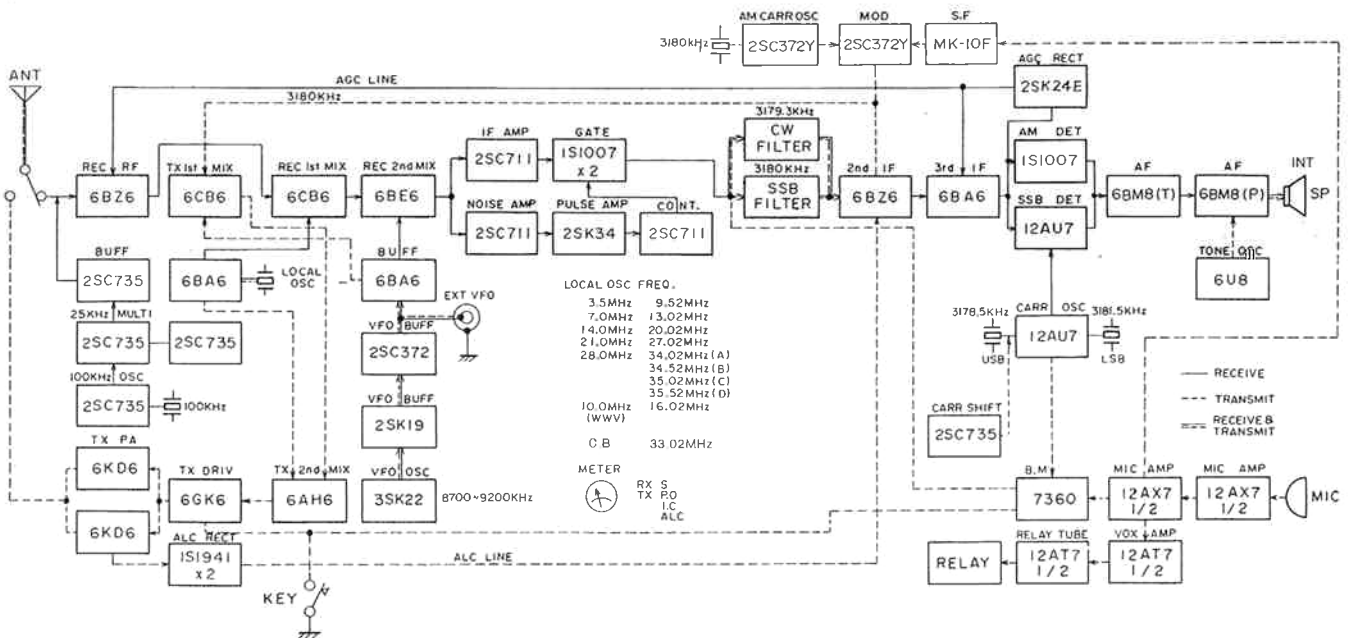 AM CARR OSC
MOD
S.F
3180kHz
2SC372Y
2SC372Y
MK-10F
ANT
AGC LINE
AGC RECT
2SK24E
3180KHz
3179.3KHz
CW
FILTER
AM DET
1S1007
REC RF
6BZ6
TX 1st MIX
6CB6
REC 1st MIX
6CB6
REC 2nd MIX
6BE6
IF AMP
2SC711
GATE
1S1007
x 2
3180KHz
SSB
FILTER
2nd IF
6BZ6
3rd IF
6BA6
SSB DET
12AU7
AF
6BM8(T)
AF
6BM8(P)
INT
SP
NOISE AMP
2SC711
PULSE AMP
2SK34
CONT.
2SC711
BUFF
2SC735
6BA6
LOCAL
OSC
BUFF
6BA6
EXT VFO
TONE OSC
6U8
25KHz MULTI
2SC735
2SC735
VFO BUFF
2SC372
100KHz OSC
2SC735
100KHz
VFO BUFF
2SK19
LOCAL OSC FREQ.
3.5MHz 9.52MHz
7.0MHz 13.02MHz
14.0MHz 20.02MHz
21.0MHz 27.02MHz
28.0MHz 34.02MHz(A)
34.52MHz(B)
35.02MHz(C)
35.52MHz(D)
10.0MHz 16.02MHz
(WWV)
C B 33.02MHz
3178.5KHz
USB
CARR OSC
12AU7
3181.5KHz
LSB
CARR SHIFT
2SC735
RECEIVE
TRANSMIT
RECEIVE &
TRANSMIT
TX PA
6KD6
6KD6
TX DRIV
6GK6
TX 2nd MIX
6AH6
VFO OSC
3SK22
8700~9200KHz
METER
RX S
TX P.O
I.C
ALC
B.M
7360
MIC AMP
12AX7
1/2
MIC AMP
12AX7
1/2
MIC
ALC RECT
1S1941
x 2
ALC LINE
KEY
RELAY
RELAY TUBE
12AT7
1/2
VOX AMP
12AT7
1/2